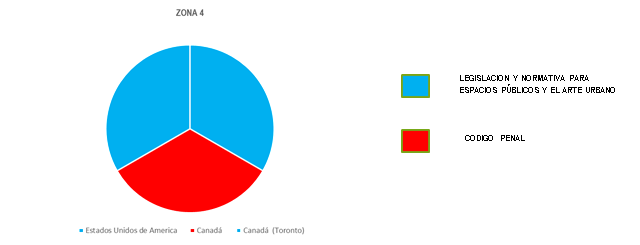 ZONA 4
LEGISLACION Y NORMATIVA PARA
ESPACIOS PÚBLICOS Y EL ARTE URBANO
CODIGO PENAL
Estados Unidos de America Canadá Canadá (Toronto)